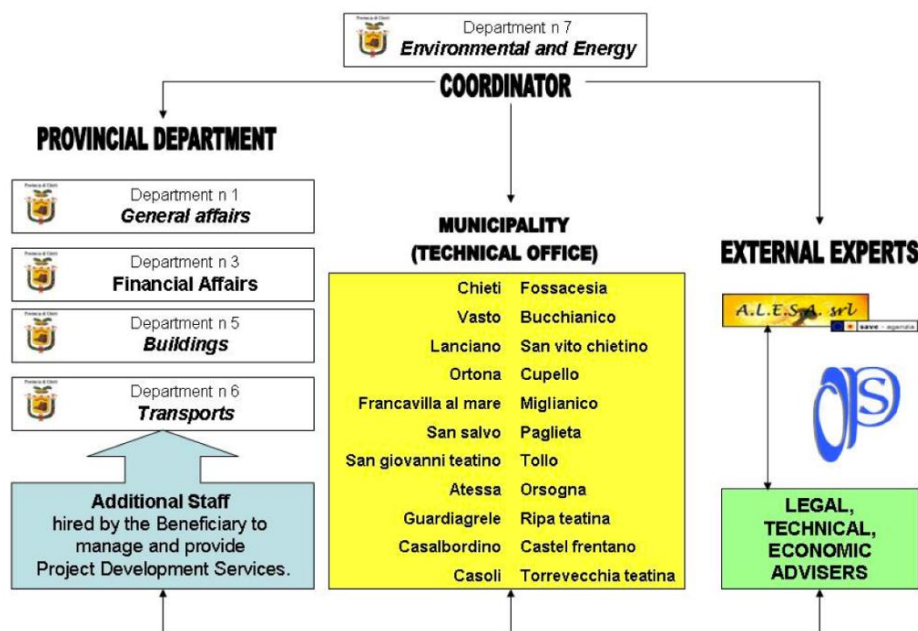 Department n 7
Environmental and Energy
COORDINATOR
PROVINCIAL DEPARTMENT
Department n 1
General affairs
Department n 3
Financial Affairs
Department n 5
Buildings
Department n 6
Transports
Additional Staff
hired by the Beneficiary to
manage and provide
Project Development Services.
MUNICIPALITY
(TECHNICAL OFFICE)
Chieti Fossacesia
Vasto Bucchianico
Lanciano San vito chietino
Ortona Cupello
Francavilla al mare Miglianico
San salvo Paglieta
San giovanni teatino Tollo
Atessa Orsogna
Guardiagrele Ripa teatina
Casalbordino Castel frentano
Casoli Torrevecchia teatina
EXTERNAL EXPERTS
A.L.E.S.A. srl
save - agenzia
LEGAL,
TECHNICAL,
ECONOMIC
ADVISERS